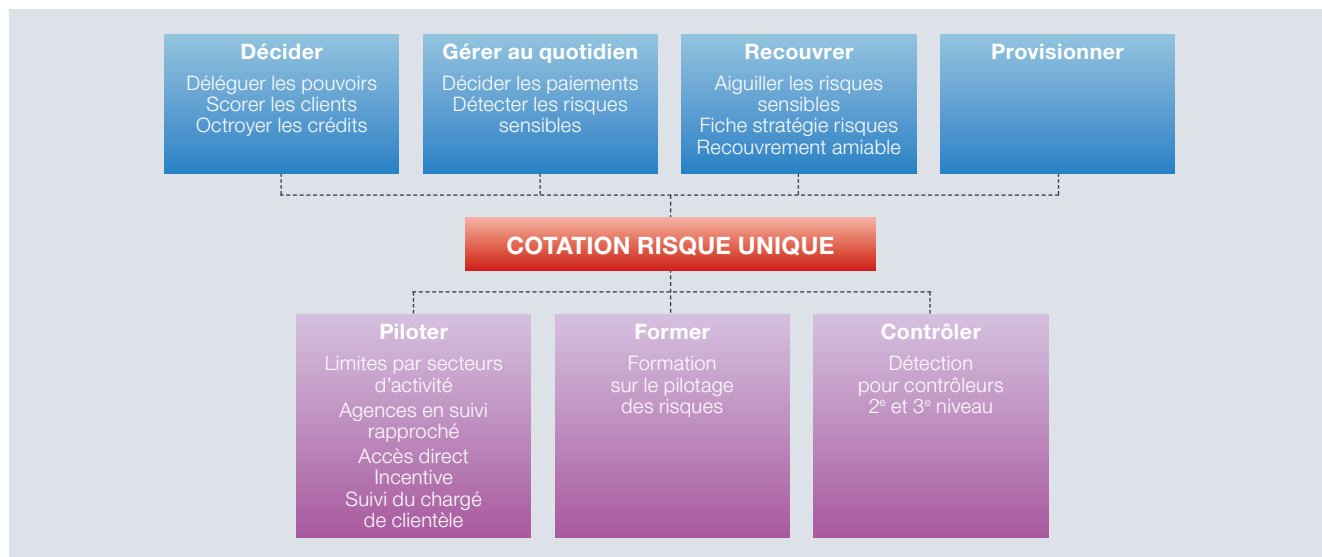 Décider
Déléguer les pouvoirs
Scorer les clients
Octroyer les crédits
Gérer au quotidien
Décider les paiements
Détecter les risques
sensibles
Recouvrer
Aiguiller les risques
sensibles
Fiche stratégie risques
Recouvrement amiable
Provisionner
COTATION RISQUE UNIQUE
Piloter
Limites par secteurs
d’activité
Agences en suivi
rapproché
Accès direct
Incentive
Suivi du chargé
de clientèle
Former
Formation
sur le pilotage
des risques
Contrôler
Détection
pour contrôleurs
2e et 3e niveau